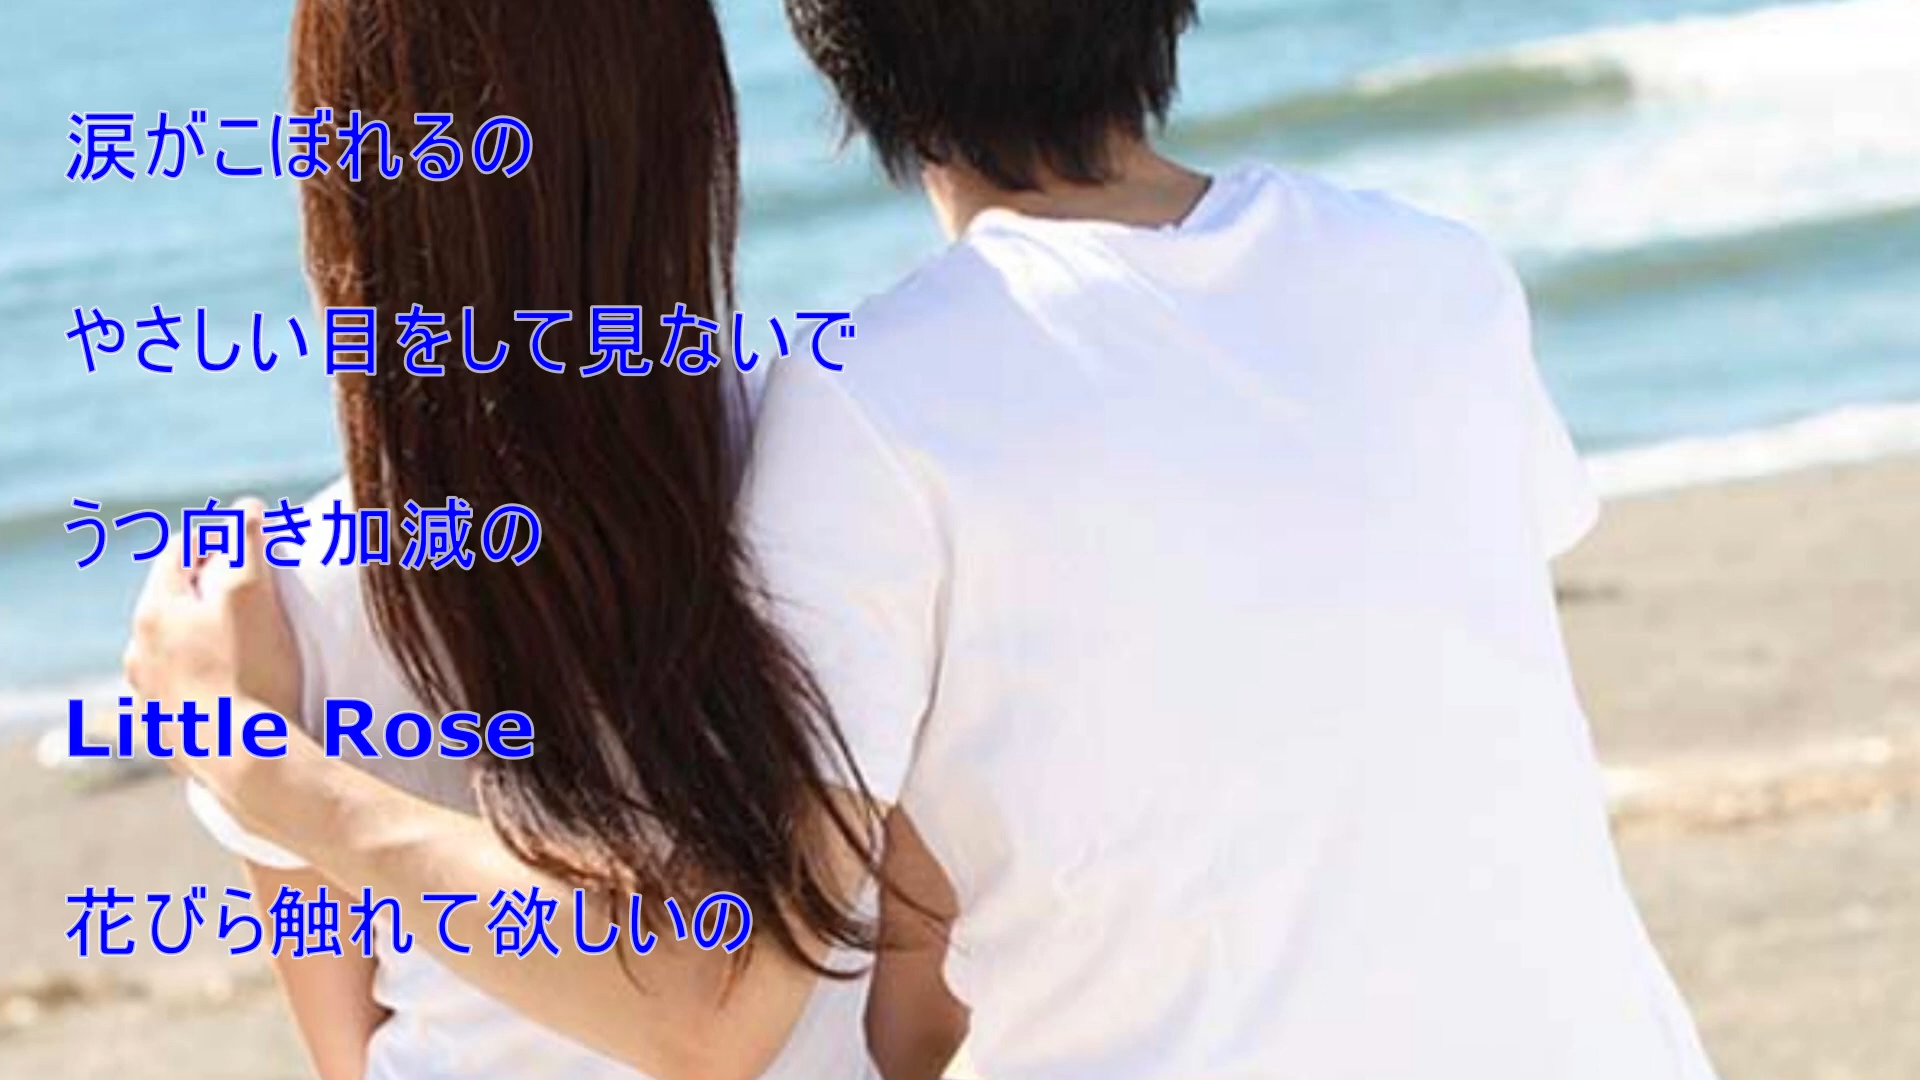 涙がこぼれるの
やさしい目をして見ないで
うつ向き加減の
Little Rose
花びら触れて欲しいの